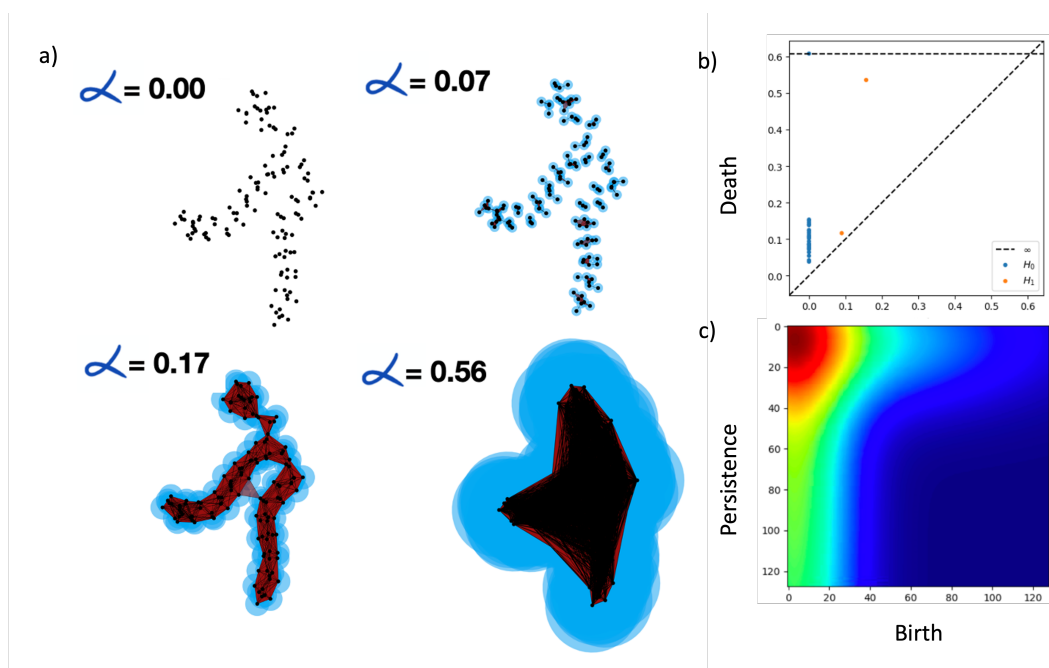 a)
α = 0.00
α = 0.07
α = 0.17
α = 0.56
b)
Death
0.6
0.5
0.4
0.3
0.2
0.1
0.0
0.0 0.1 0.2 0.3 0.4 0.5 0.6
∞
H₀
H₁
c)
Persistence
0
20
40
60
80
100
120
0 20 40 60 80 100 120
Birth